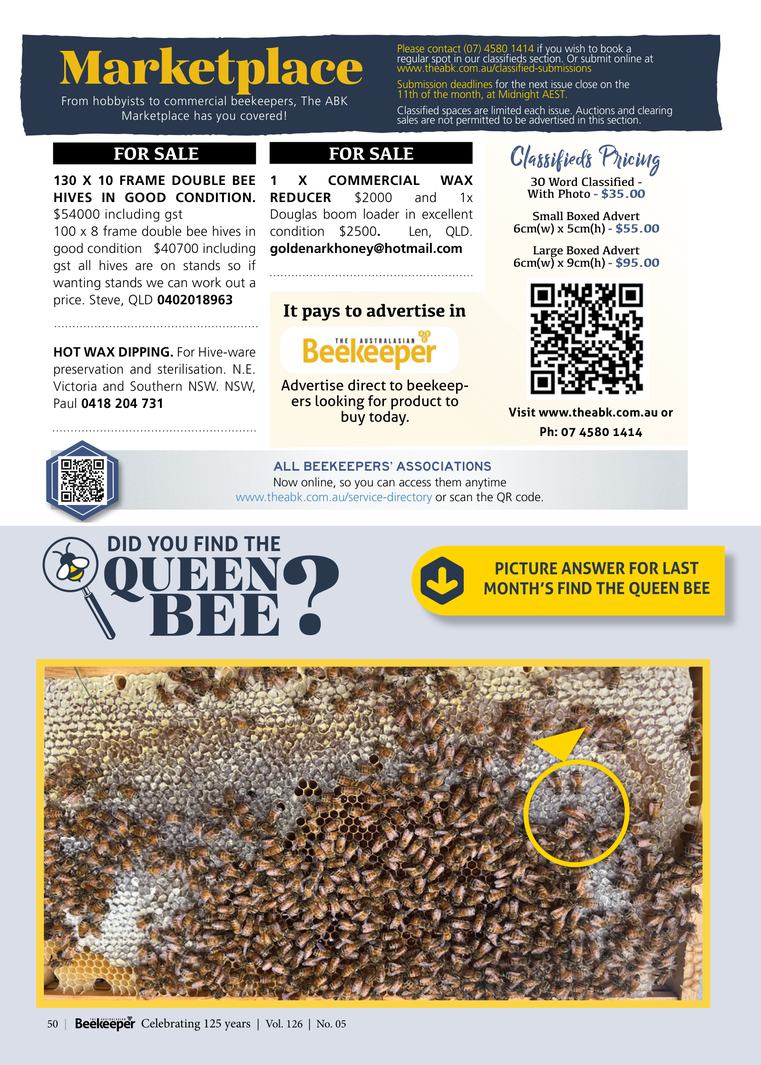 Marketplace
From hobbyists to commercial beekeepers, The ABK
Marketplace has you covered!
Please contact (07) 4580 1414 if you wish to book a
regular spot in our classifieds section. Or submit online at
www.theabk.com.au/classified-submissions
Submission deadlines for the next issue close on the
11th of the month, at Midnight AEST.
Classified spaces are limited each issue. Auctions and clearing
sales are not permitted to be advertised in this section.
FOR SALE
130 X 10 FRAME DOUBLE BEE
HIVES IN GOOD CONDITION.
$54000 including gst
100 x 8 frame double bee hives in
good condition $40700 including
gst all hives are on stands so if
wanting stands we can work out a
price. Steve, QLD 0402018963
HOT WAX DIPPING. For Hive-ware
preservation and sterilisation. N.E.
Victoria and Southern NSW. NSW,
Paul 0418 204 731
FOR SALE
1 X COMMERCIAL WAX
REDUCER $2000 and 1x
Douglas boom loader in excellent
condition $2500. Len, QLD.
goldenarkhoney@hotmail.com
It pays to advertise in
THE AUSTRALASIAN
Beekeeper
Advertise direct to beekeep-
ers looking for product to
buy today.
Classifieds Pricing
30 Word Classified -
With Photo - $35.00
Small Boxed Advert
6cm(w) x 5cm(h) - $55.00
Large Boxed Advert
6cm(w) x 9cm(h) - $95.00
Visit www.theabk.com.au or
Ph: 07 4580 1414
ALL BEEKEEPERS' ASSOCIATIONS
Now online, so you can access them anytime
www.theabk.com.au/service-directory or scan the QR code.
DID YOU FIND THE
QUEEN
BEE?
PICTURE ANSWER FOR LAST
MONTH'S FIND THE QUEEN BEE
50 | THE AUSTRALASIAN Beekeeper Celebrating 125 years | Vol. 126 | No. 05